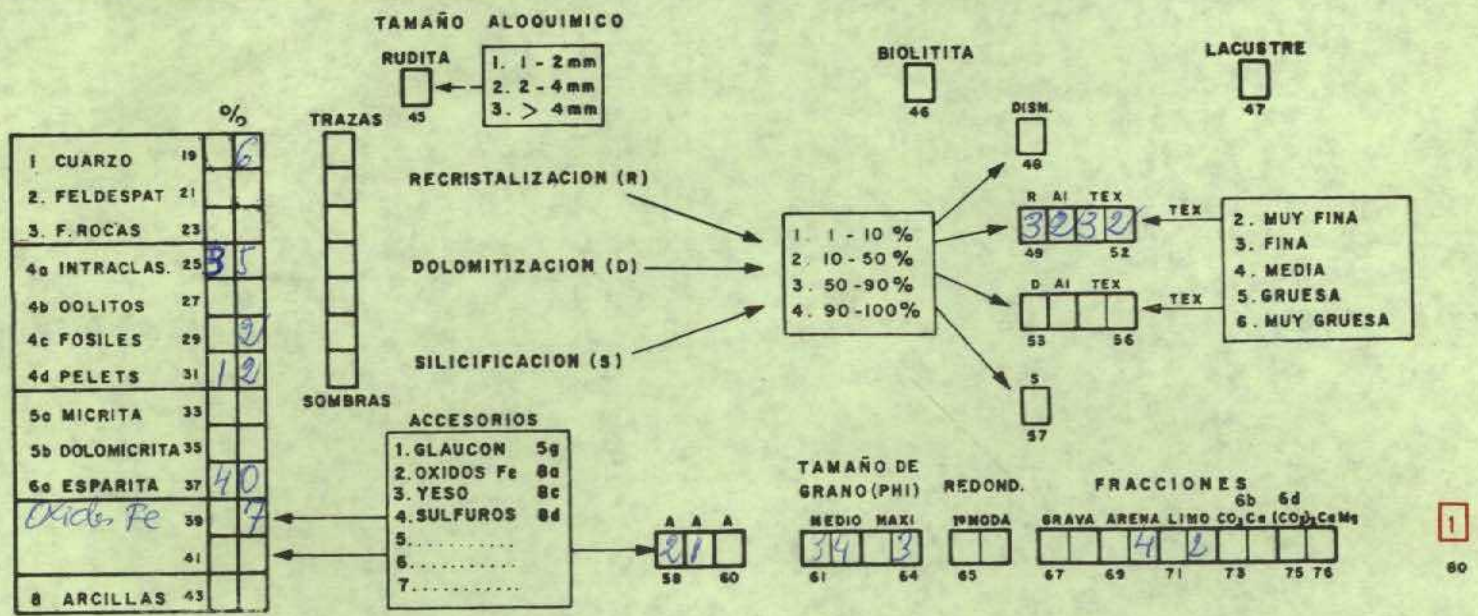 TAMAÑO ALOQUIMICO
RUDITA
45
1. 1 - 2 mm
2. 2 - 4 mm
3. > 4 mm
BIOLITITA
46
LACUSTRE
47
%
1 CUARZO 19 6
2. FELDESPAT 21
3. F. ROCAS 23
4a INTRACLAS. 25 35
4b OOLITOS 27
4c FOSILES 29 2
4d PELETS 31 12
5a MICRITA 33
5b DOLOMICRITA 35
6a ESPARITA 37 40
Oxidos Fe 39 7
41
8 ARCILLAS 43
TRAZAS
SOMBRAS
RECRISTALIZACION (R)
DOLOMITIZACION (D)
SILICIFICACION (S)
1. 1 - 10 %
2. 10 - 50 %
3. 50 - 90 %
4. 90 - 100%
DISM.
48
R AI TEX
3 2 3 2
49 52
D AI TEX
53 56
S
57
TEX
TEX
2. MUY FINA
3. FINA
4. MEDIA
5. GRUESA
6. MUY GRUESA
ACCESORIOS
1. GLAUCON 5g
2. OXIDOS Fe 8a
3. YESO 8c
4. SULFUROS 8d
5...........
6...........
7...........
A A A
2 1
58 60
TAMAÑO DE
GRANO (PHI)
MEDIO MAXI
3 4 3
61 64
REDOND.
1ª MODA
65
FRACCIONES
6b 6d
GRAVA ARENA LIMO CO₃Ca (CO₃)₂CaMg
4 2
67 69 71 73 75 76
1
80